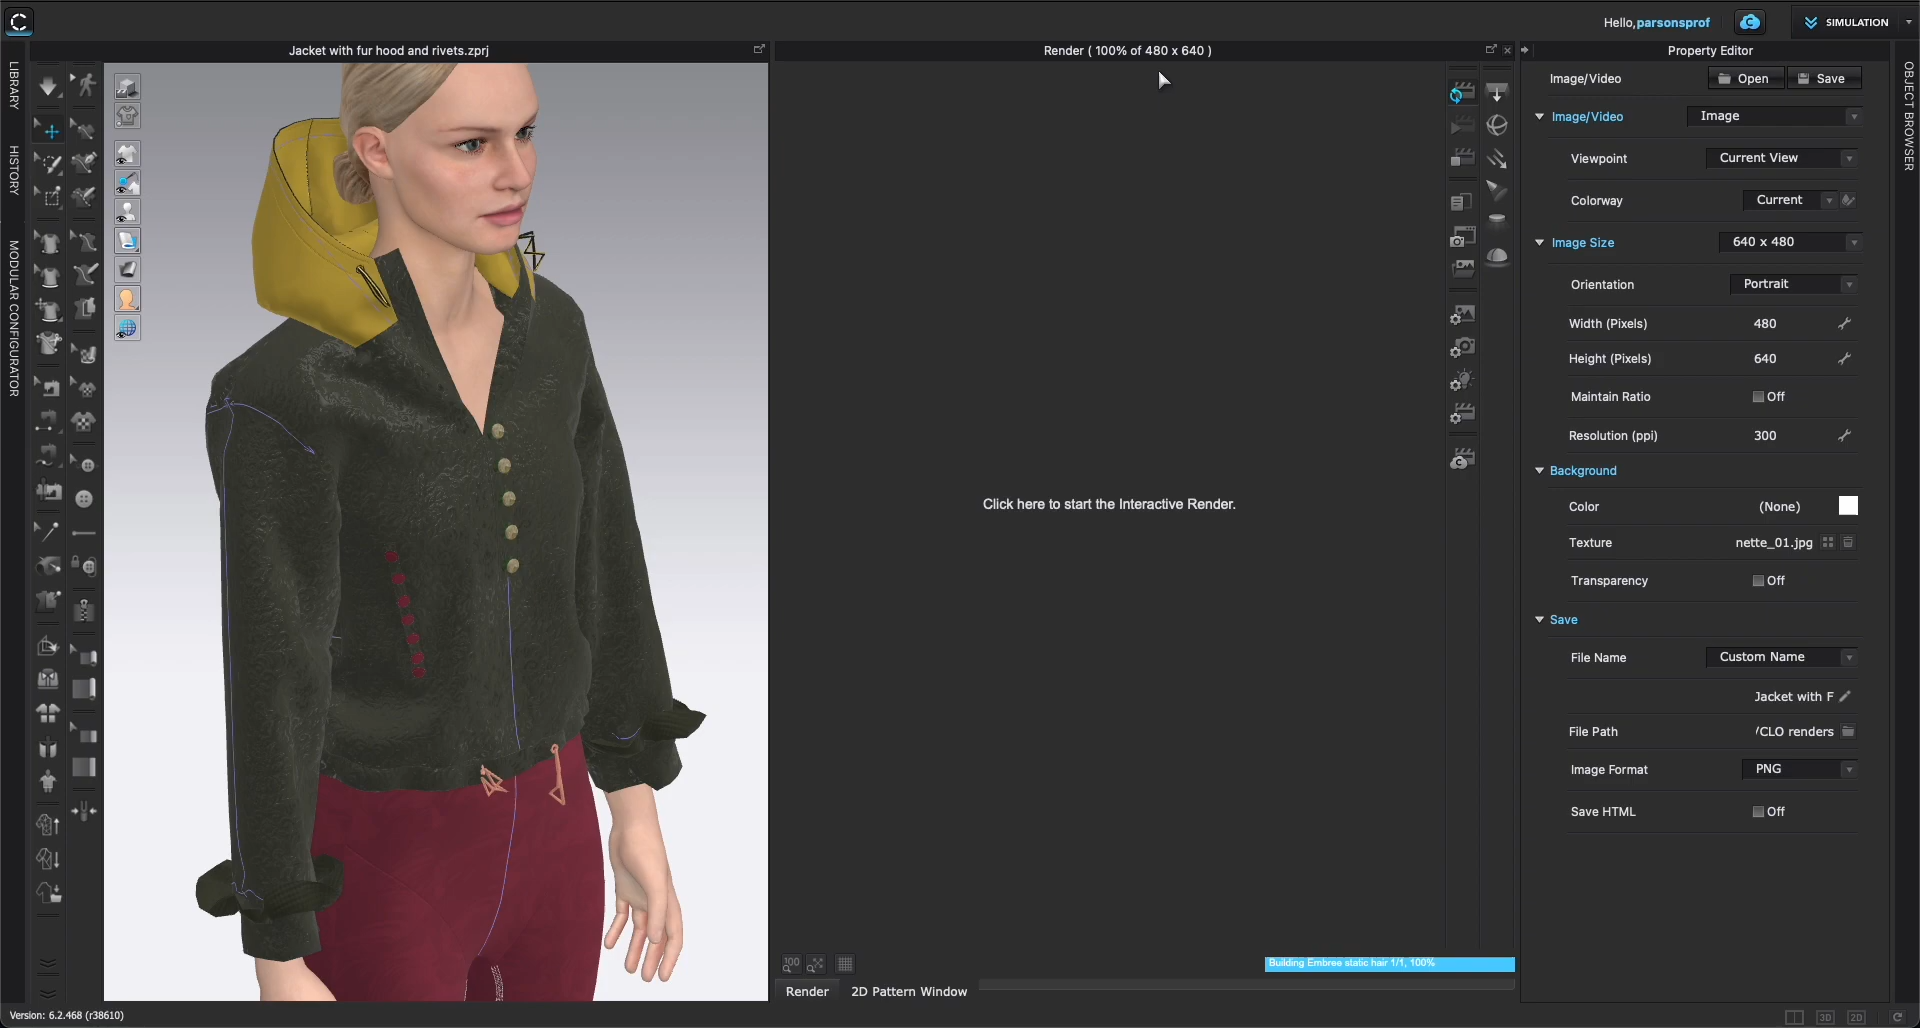 Hello,parsonsprof
SIMULATION
Jacket with fur hood and rivets.zprj
Render ( 100% of 480 x 640 )
Property Editor
LIBRARY
HISTORY
MODULAR CONFIGURATOR
OBJECT BROWSER
Image/Video
Open
Save
Image/Video
Image
Viewpoint
Current View
Colorway
Current
Image Size
640 x 480
Orientation
Portrait
Width (Pixels)
480
Height (Pixels)
640
Maintain Ratio
Off
Resolution (ppi)
300
Background
Color
(None)
Texture
nette_01.jpg
Transparency
Off
Save
File Name
Custom Name
Jacket with F
File Path
/CLO renders
Image Format
PNG
Save HTML
Off
Click here to start the Interactive Render.
100
Building Embree static hair 1/1, 100%
Render
2D Pattern Window
Version: 6.2.468 (r38610)
3D
2D